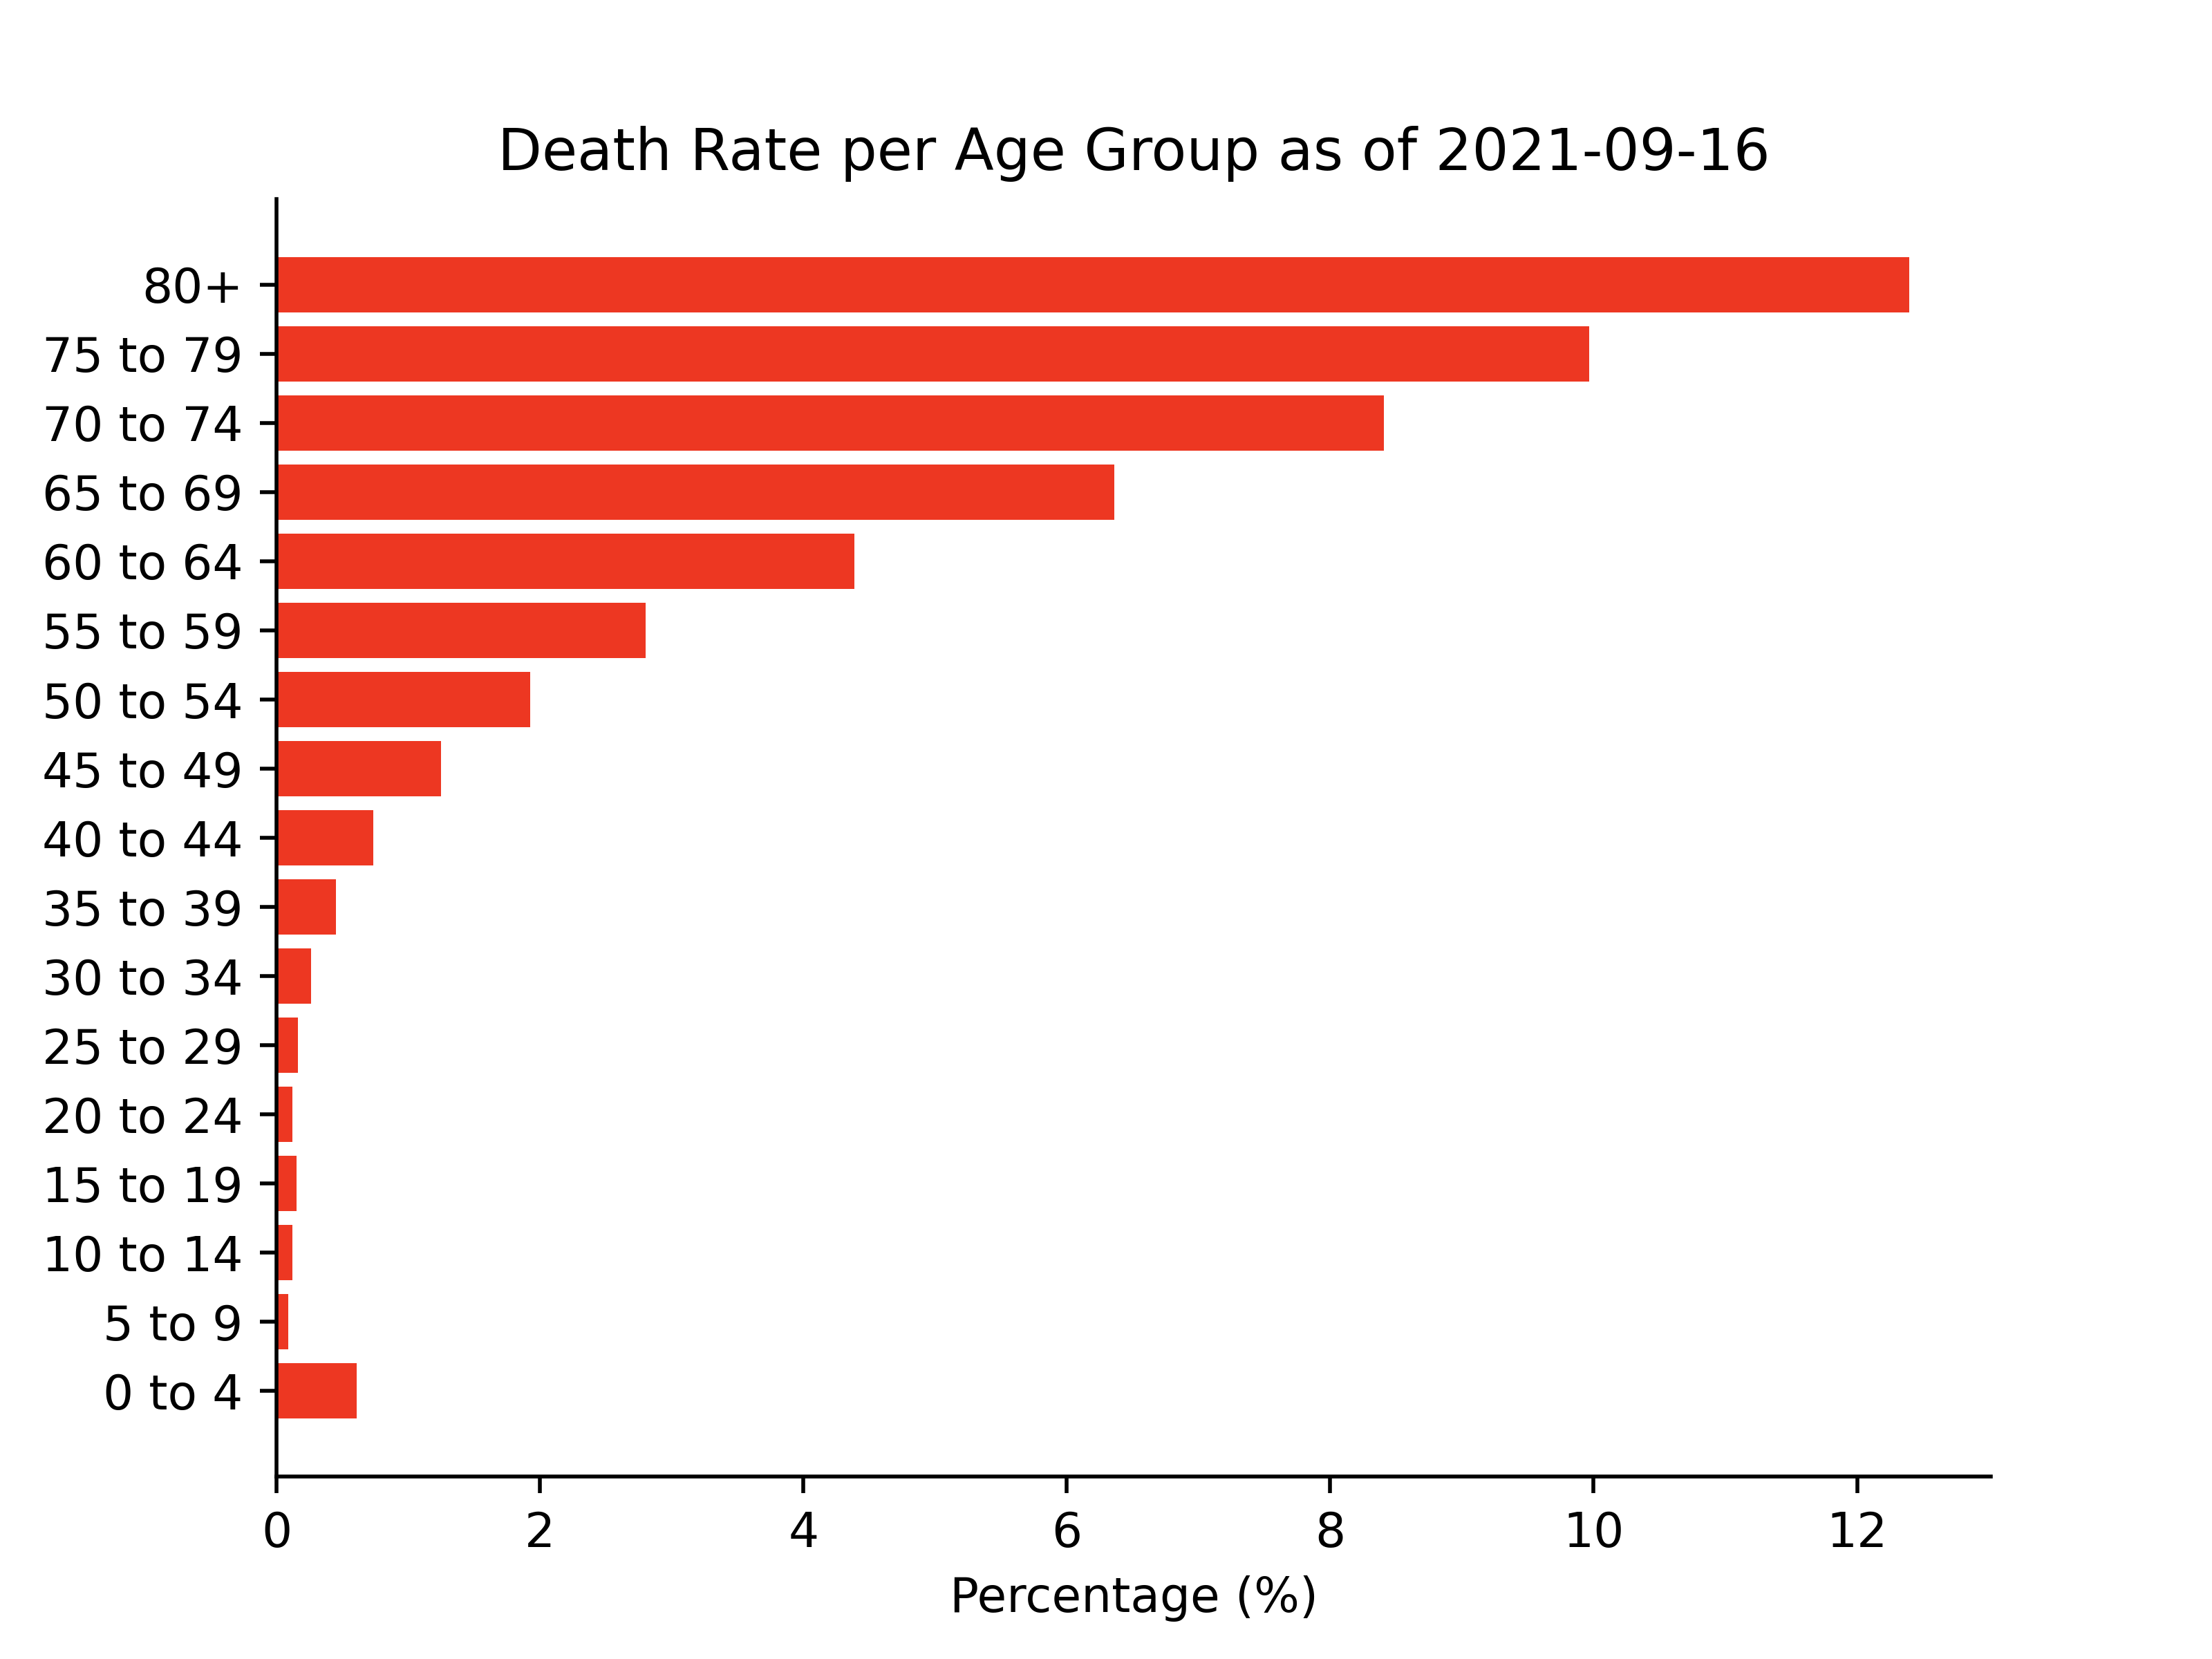 Death Rate per Age Group as of 2021-09-16
80+
75 to 79
70 to 74
65 to 69
60 to 64
55 to 59
50 to 54
45 to 49
40 to 44
35 to 39
30 to 34
25 to 29
20 to 24
15 to 19
10 to 14
5 to 9
0 to 4
0 2 4 6 8 10 12
Percentage (%)